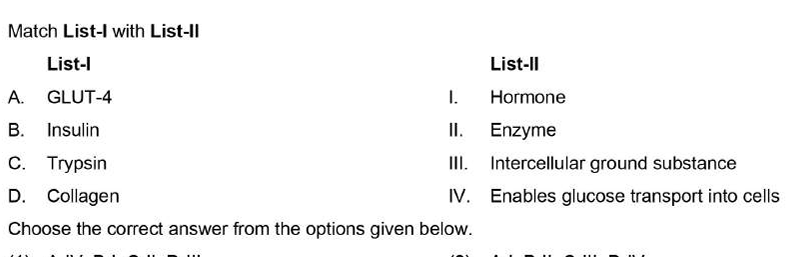 Match List-I with List-II
List-I List-II
A. GLUT-4 I. Hormone
B. Insulin II. Enzyme
C. Trypsin III. Intercellular ground substance
D. Collagen IV. Enables glucose transport into cells
Choose the correct answer from the options given below.